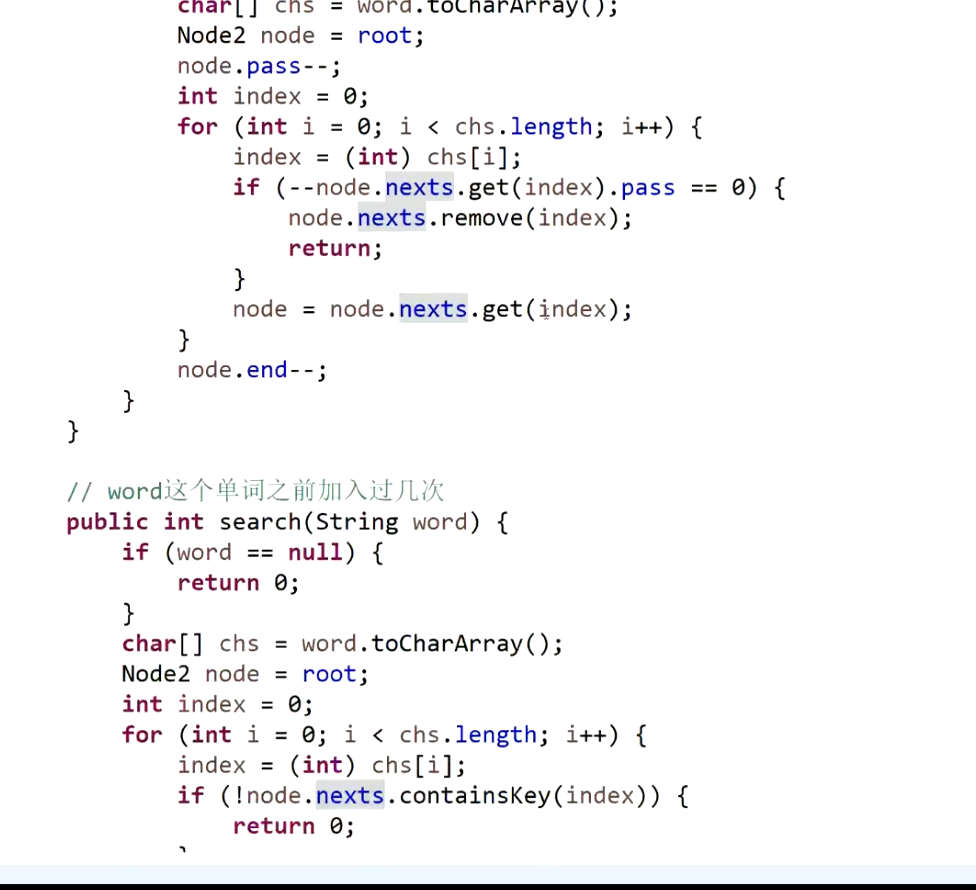 char[] chs = word.toCharArray();
Node2 node = root;
node.pass--;
int index = 0;
for (int i = 0; i < chs.length; i++) {
index = (int) chs[i];
if (--node.nexts.get(index).pass == 0) {
node.nexts.remove(index);
return;
}
node = node.nexts.get(index);
}
node.end--;
}
}
// word这个单词之前加入过几次
public int search(String word) {
if (word == null) {
return 0;
}
char[] chs = word.toCharArray();
Node2 node = root;
int index = 0;
for (int i = 0; i < chs.length; i++) {
index = (int) chs[i];
if (!node.nexts.containsKey(index)) {
return 0;